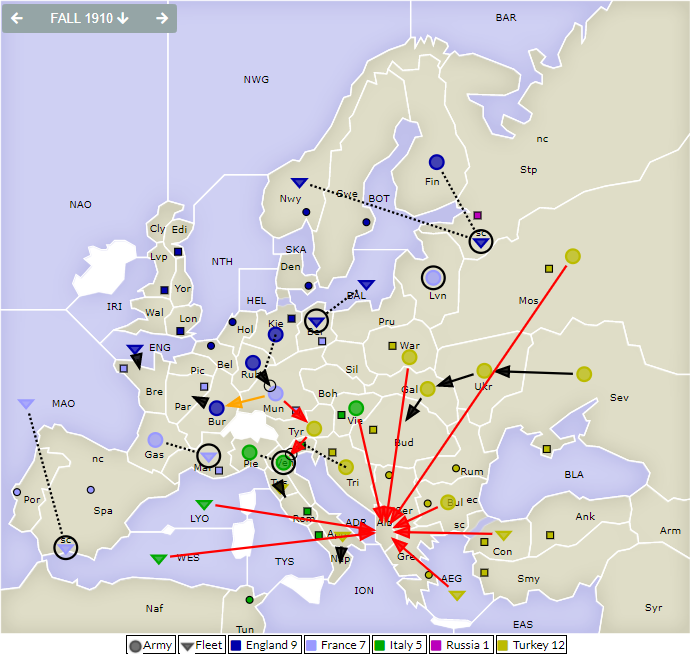 FALL 1910
BAR
NWG
nc
Stp
Fin
Swe
BOT
Nwy
NAO
Cly Edi
sc
SKA
Lvp
NTH
Den
Lvn
Mos
Yor
HEL
BAL
IRI
Wal
Lon
Kie
Ber
Pru
Hol
ENG
War
Bel
Ruh
Sil
Pic
Ukr
Gal
Sev
Bre
Boh
MAO
Par
Mun
Bur
Tyr
Vie
Bud
nc
Gas
Mar
Pie
Ven
Tri
Rum
BLA
Por
Spa
Tus
Ser
Bul ec
LYO
Rom
ADR
Alb
sc
Ank
Arm
sc
Con
WES
Nap
Gre
TYS
AEG
Smy
ION
Naf
Syr
Tun
EAS
Army Fleet England 9 France 7 Italy 5 Russia 1 Turkey 12